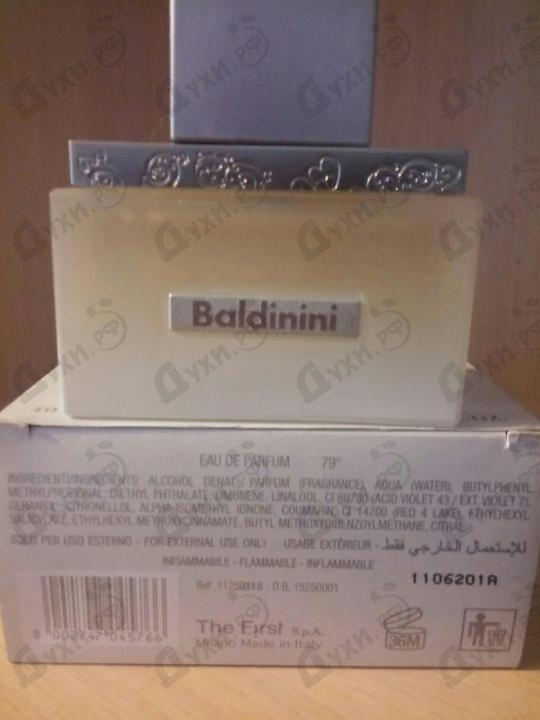 Baldinini
EAU DE PARFUM 79°
INGREDIENTI/INGREDIENTS ALCOHOL DENAT., PARFUM (FRAGRANCE), AQUA (WATER), BUTYLPHENYL
METHYLPROPIONAL, DIETHYL PHTHALATE, LIMONENE, LINALOOL, CI 60730 (ACID VIOLET 43 / EXT. VIOLET 2),
GERANIOL, CITRONELLOL, ALPHA-ISOMETHYL IONONE, COUMARIN, CI 14700 (RED 4 LAKE), ETHYLHEXYL
SALICYLATE, ETHYLHEXYL METHOXYCINNAMATE, BUTYL METHOXYDIBENZOYLMETHANE, CITRAL.
SOLO PER USO ESTERNO - FOR EXTERNAL USE ONLY - USAGE EXTÉRIEUR - للإستعمال الخارجي فقط
INFIAMMABILE - FLAMMABLE - INFLAMMABLE
1106201A
Ref. 11250118 - D.B. 15250001
8 002747 045766
The First S.p.A.
Milano Made in Italy
36M
Духи.рф